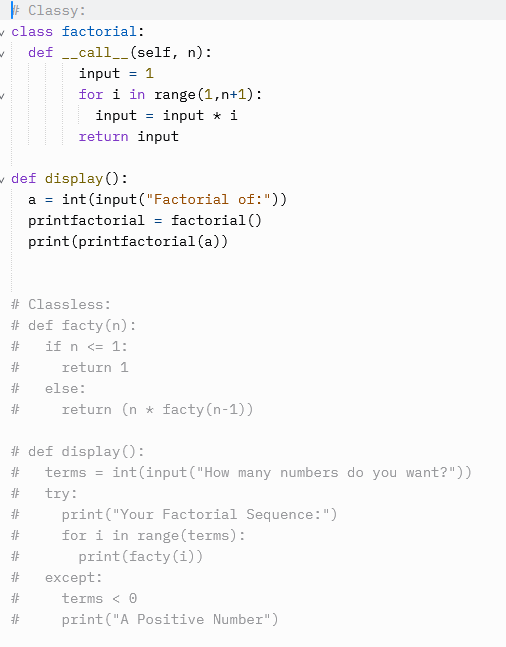 # Classy:
class factorial:
  def __call__(self, n):
        input = 1
        for i in range(1,n+1):
          input = input * i
        return input

def display():
  a = int(input("Factorial of:"))
  printfactorial = factorial()
  print(printfactorial(a))


# Classless:
# def facty(n):
#   if n <= 1:
#     return 1
#   else:
#     return (n * facty(n-1))

# def display():
#   terms = int(input("How many numbers do you want?"))
#   try:
#     print("Your Factorial Sequence:")
#     for i in range(terms):
#       print(facty(i))
#   except:
#     terms < 0
#     print("A Positive Number")